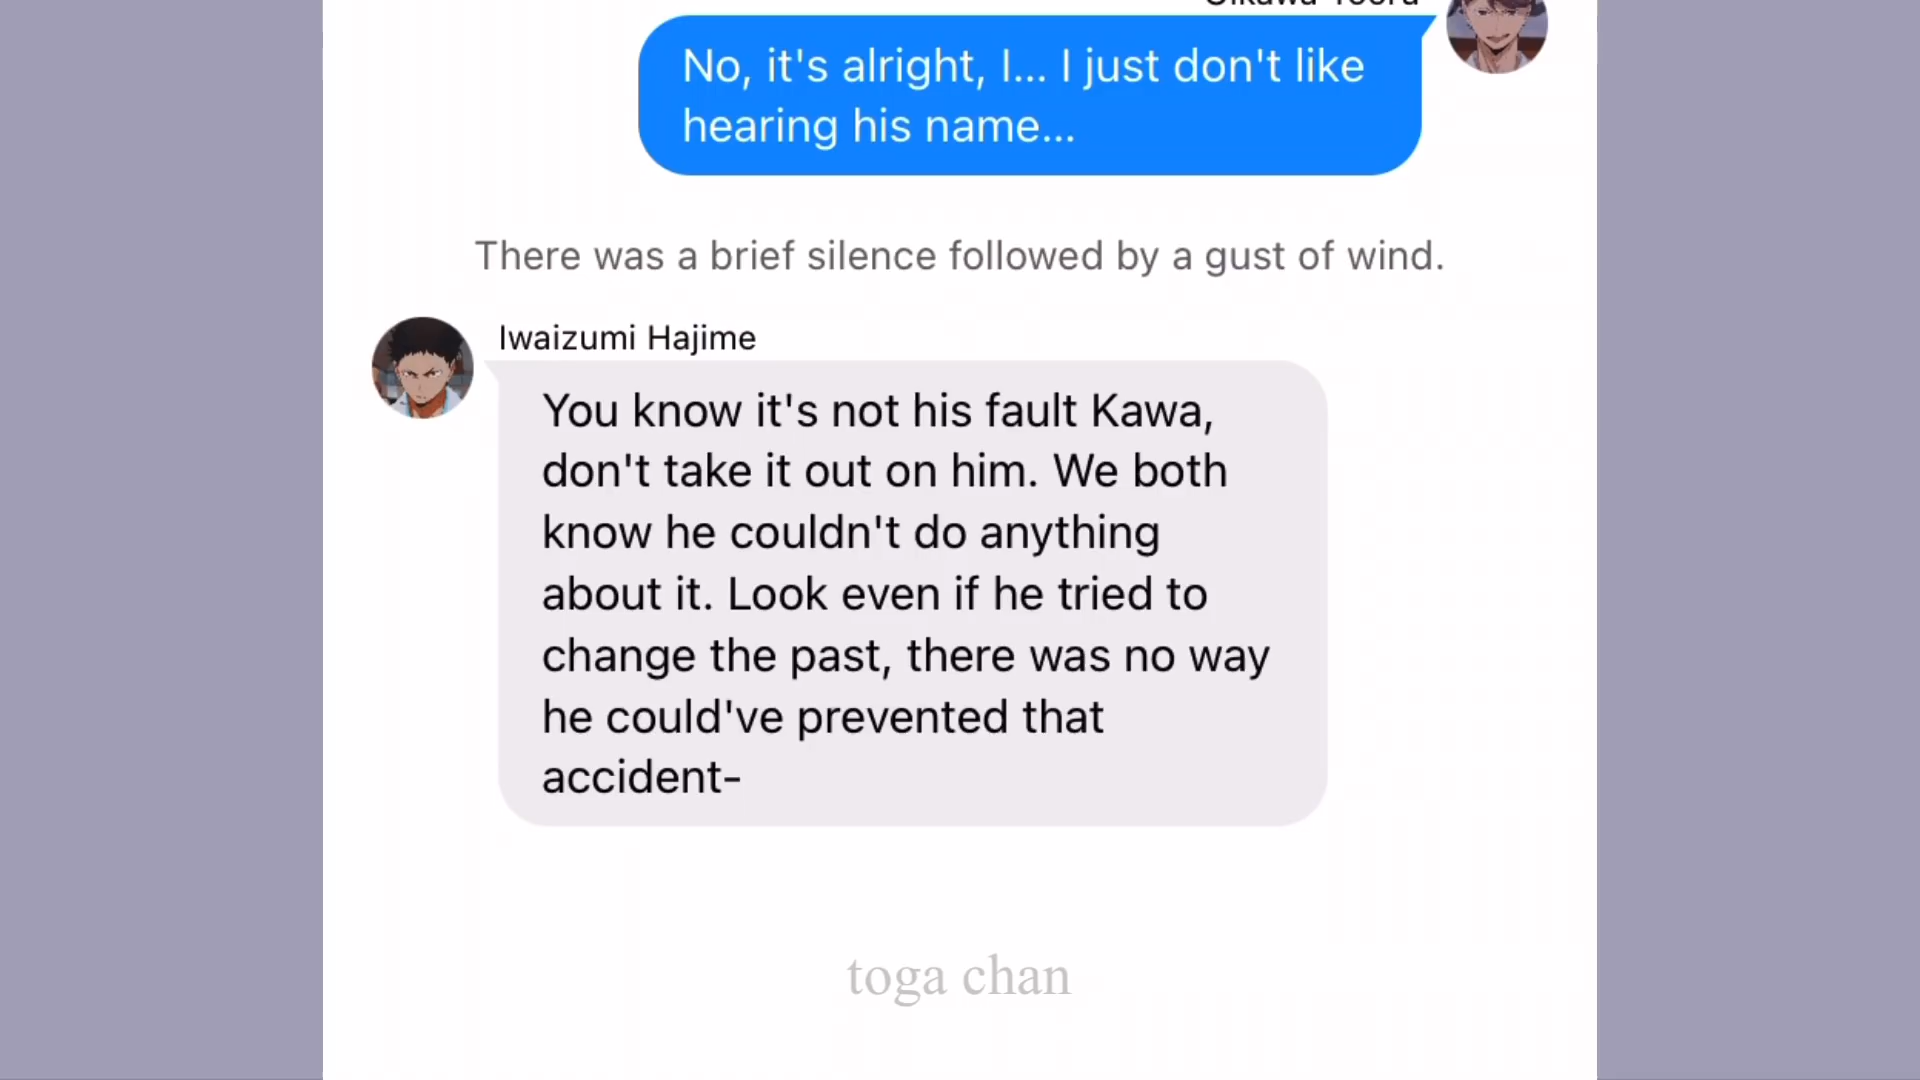 Oikawa Tooru
No, it's alright, I... I just don't like
hearing his name...
There was a brief silence followed by a gust of wind.
Iwaizumi Hajime
You know it's not his fault Kawa,
don't take it out on him. We both
know he couldn't do anything
about it. Look even if he tried to
change the past, there was no way
he could've prevented that
accident-
toga chan